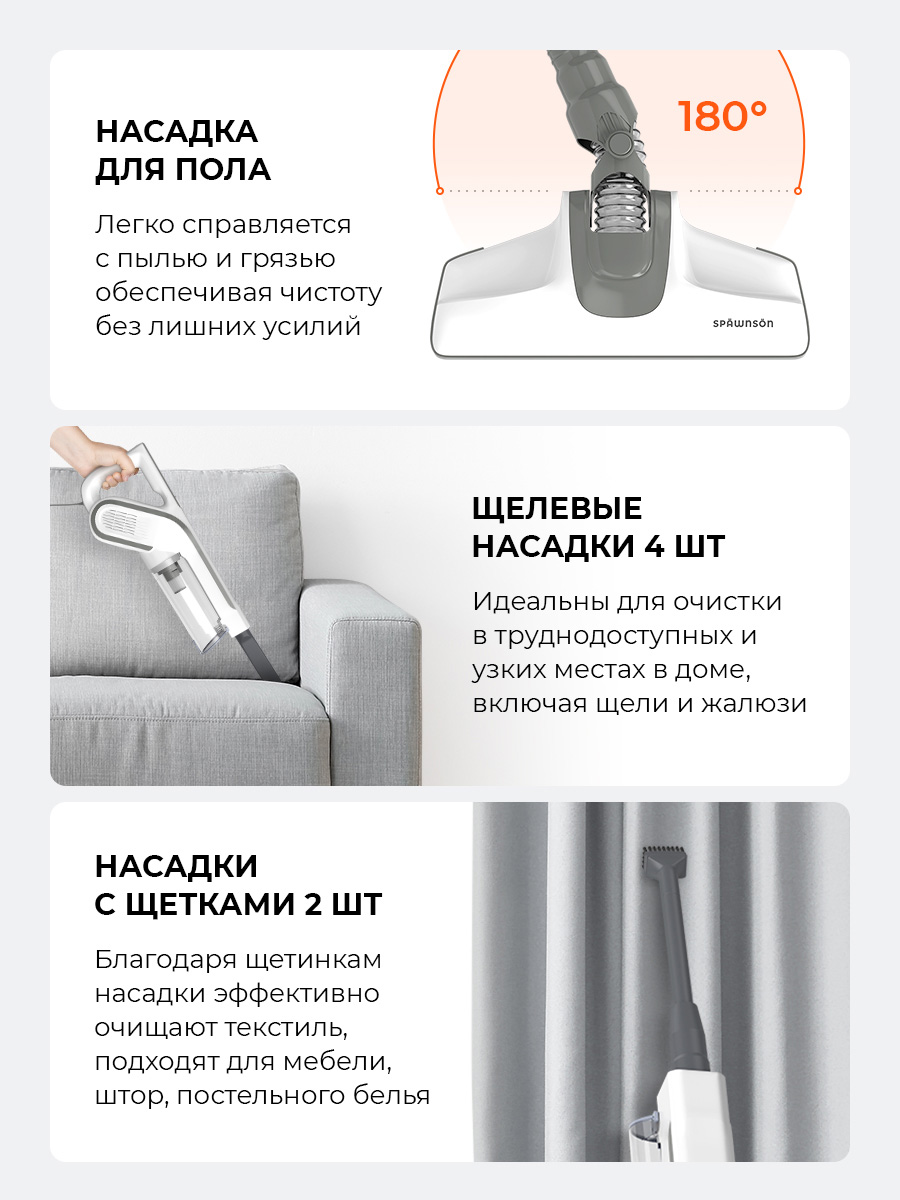 НАСАДКА
ДЛЯ ПОЛА
Легко справляется
с пылью и грязью
обеспечивая чистоту
без лишних усилий
180°
SPĀWNSŌN
ЩЕЛЕВЫЕ
НАСАДКИ 4 ШТ
Идеальны для очистки
в труднодоступных и
узких местах в доме,
включая щели и жалюзи
НАСАДКИ
С ЩЕТКАМИ 2 ШТ
Благодаря щетинкам
насадки эффективно
очищают текстиль,
подходят для мебели,
штор, постельного белья